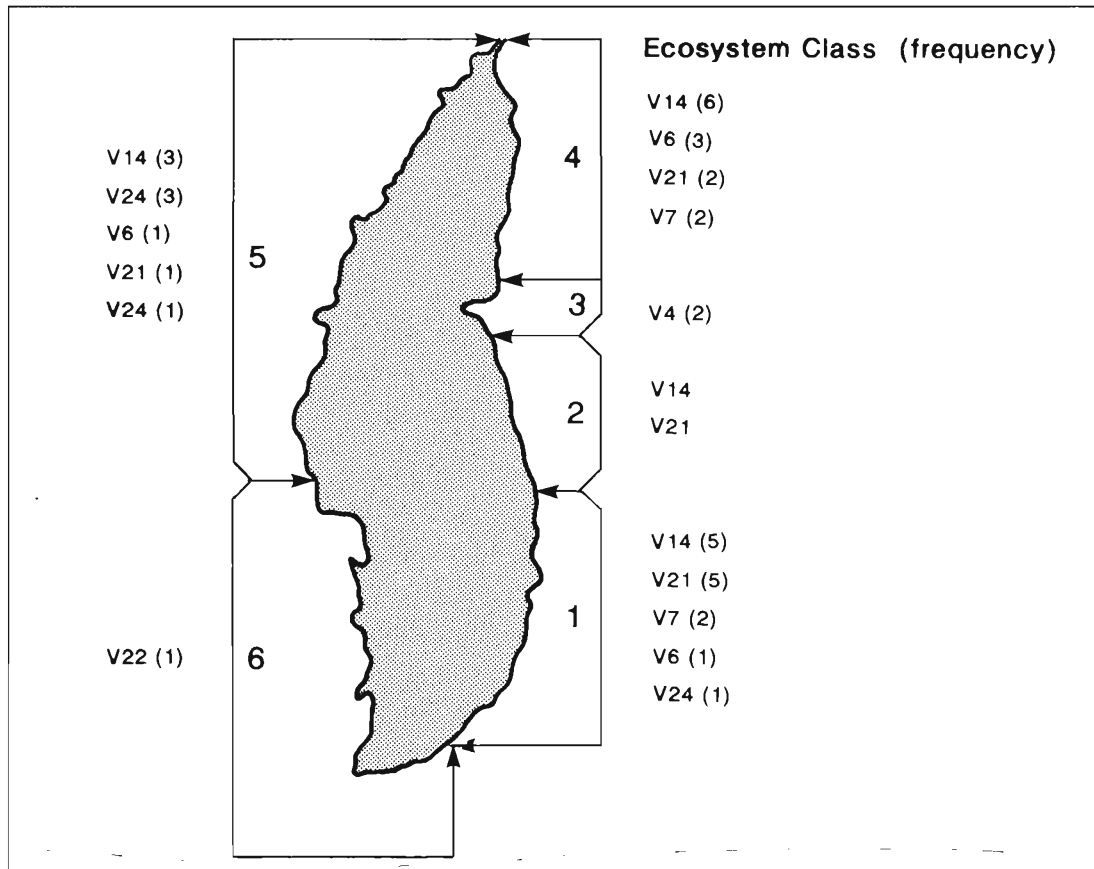 Ecosystem Class (frequency)
V14 (6)
V6 (3)
V21 (2)
V7 (2)
4
V14 (3)
V24 (3)
V6 (1)
V21 (1)
V24 (1)
5
3
V4 (2)
2
V14
V21
1
V14 (5)
V21 (5)
V7 (2)
V6 (1)
V24 (1)
V22 (1)
6